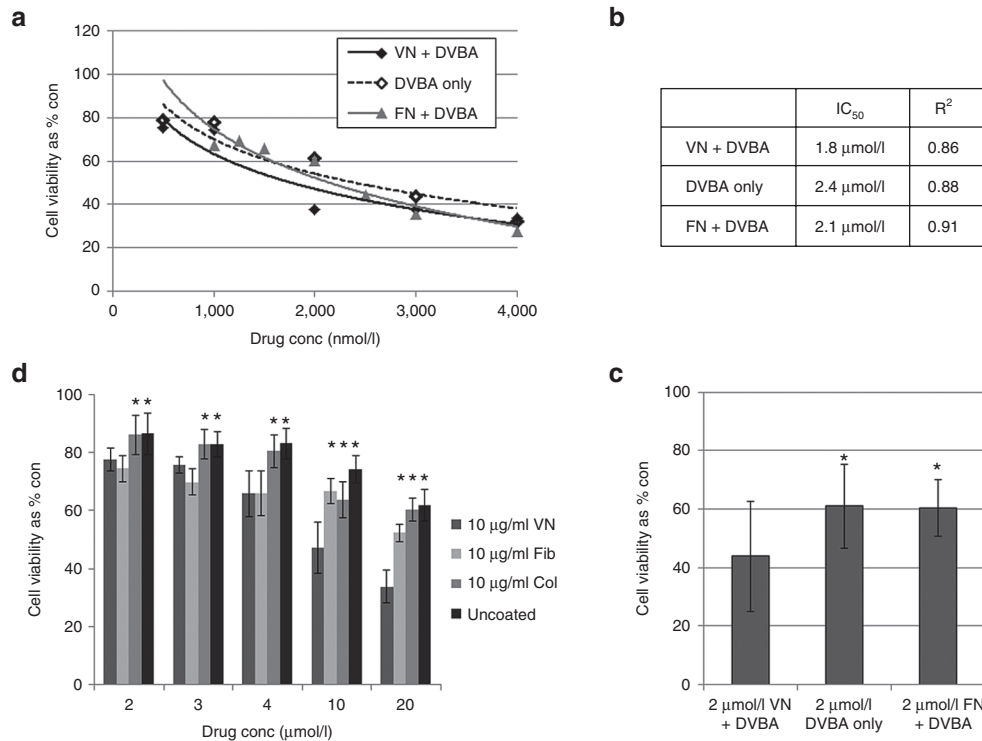 a
120
100
80
60
40
20
0
Cell viability as % con
0 1,000 2,000 3,000 4,000
Drug conc (nmol/l)
VN + DVBA
DVBA only
FN + DVBA
b
IC50 R2
VN + DVBA 1.8 µmol/l 0.86
DVBA only 2.4 µmol/l 0.88
FN + DVBA 2.1 µmol/l 0.91
d
100
80
60
40
20
0
Cell viability as % con
* *
* *
* *
* * *
* * *
2 3 4 10 20
Drug conc (µmol/l)
10 µg/ml VN
10 µg/ml Fib
10 µg/ml Col
Uncoated
c
100
80
60
40
20
0
Cell viability as % con
* *
2 µmol/l VN + DVBA
2 µmol/l DVBA only
2 µmol/l FN + DVBA